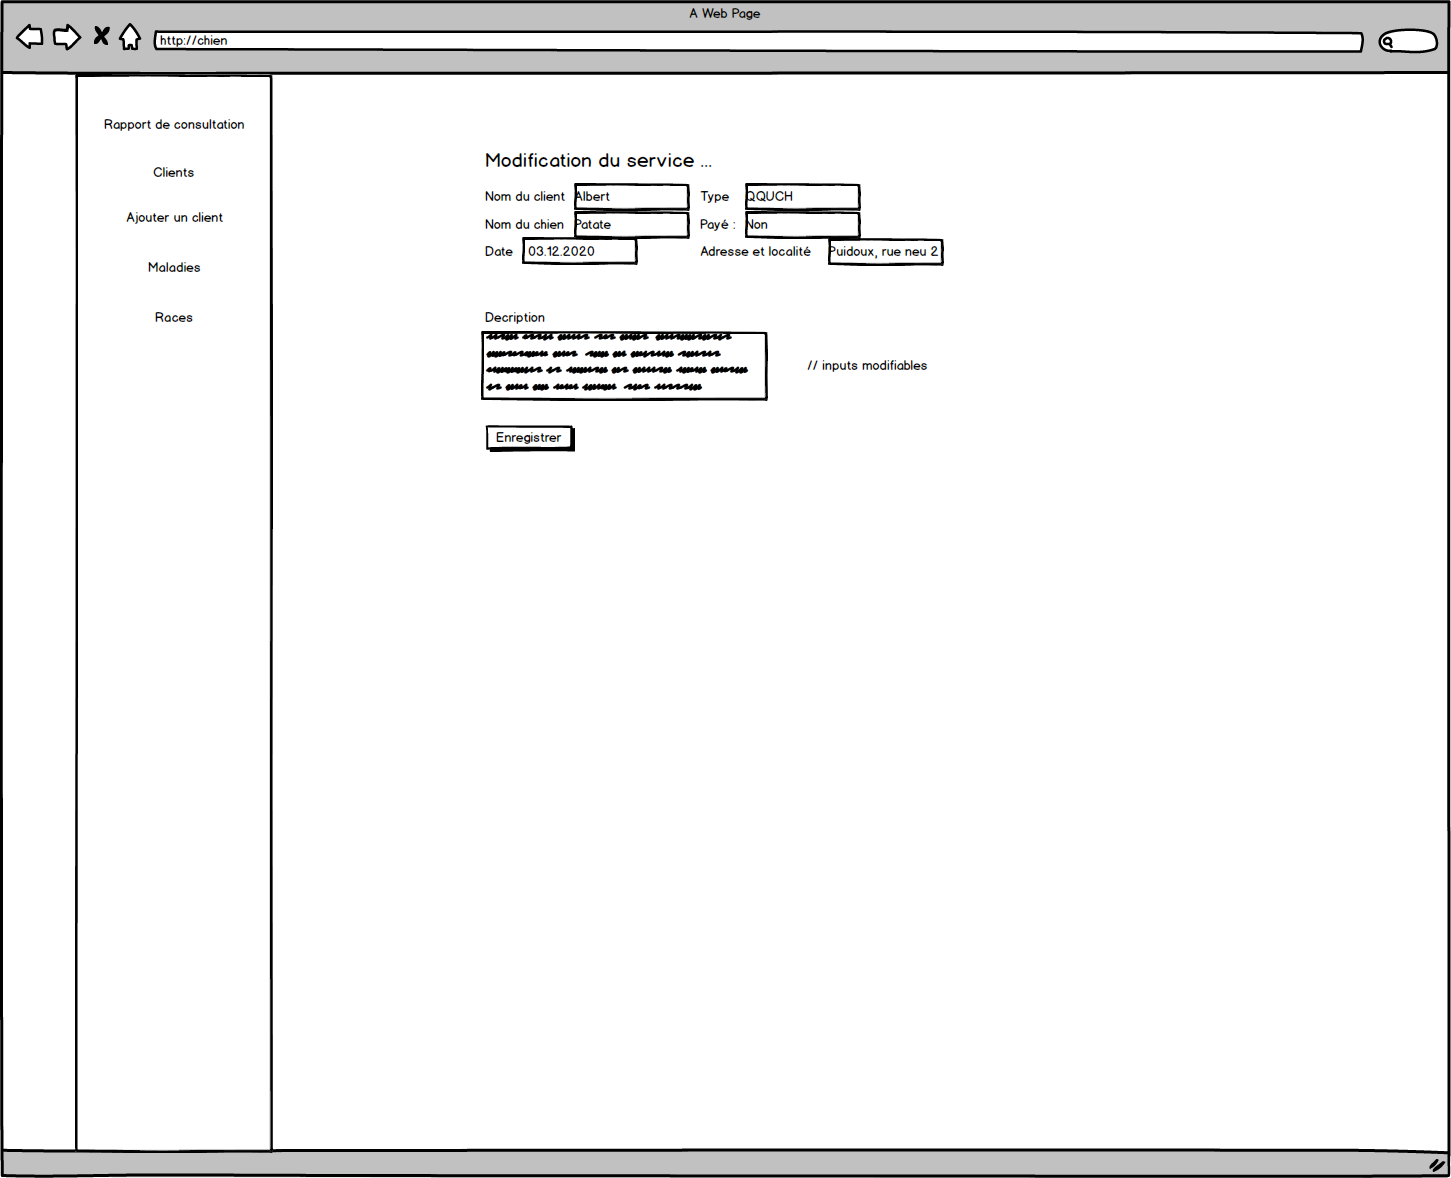 A Web Page
http://chien
Rapport de consultation
Clients
Ajouter un client
Maladies
Races
Modification du service ...
Nom du client Albert Type QQUCH
Nom du chien Patate Payé : Non
Date 03.12.2020 Adresse et localité Puidoux, rue neu 2
Decription
// inputs modifiables
Enregistrer